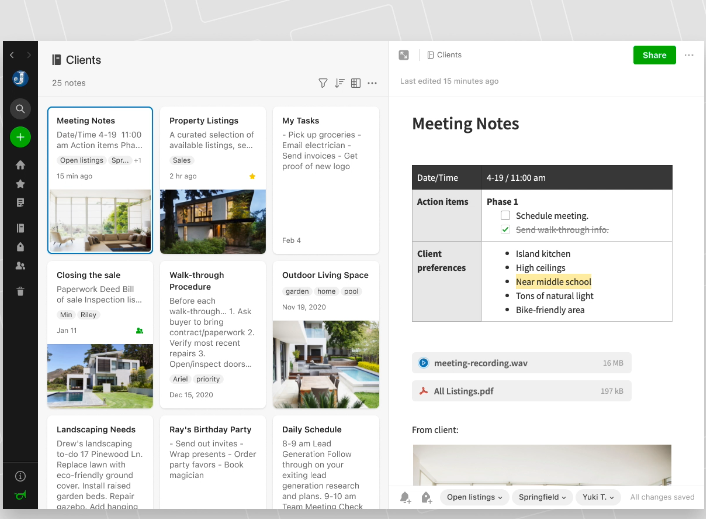 Clients
25 notes
Meeting Notes
Date/Time 4-19 11:00
am Action items Pha...
Open listings Spr... +1
15 min ago
Property Listings
A curated selection of
available listings, se...
Sales
2 hr ago
My Tasks
- Pick up groceries -
Email electrician -
Send invoices - Get
proof of new logo
Feb 4
Closing the sale
Paperwork Deed Bill
of sale Inspection lis...
Min Riley
Jan 11
Walk-through
Procedure
Before each
walk-through... 1. Ask
buyer to bring
contract/paperwork 2.
Verify most recent
repairs 3.
Open/inspect doors...
Ariel priority
Dec 15, 2020
Outdoor Living Space
garden home pool
Nov 19, 2020
Landscaping Needs
Drew's landscaping
to-do 17 Pinewood Ln.
Replace lawn with
eco-friendly ground
cover. Install raised
garden beds. Repair
gazebo. Add hanging
Ray's Birthday Party
- Send out invites -
Wrap presents - Order
party favors - Book
magician
Daily Schedule
8-9 am Lead
Generation Follow
through on your
exiting lead
generation research
and plans. 9-10 am
Team Meeting Check
Clients
Share
Last edited 15 minutes ago
Meeting Notes
Date/Time 4-19 / 11:00 am
Action items Phase 1
Schedule meeting.
Send walk-through info.
Client
preferences
• Island kitchen
• High ceilings
• Near middle school
• Tons of natural light
• Bike-friendly area
meeting-recording.wav 16 MB
All Listings.pdf 197 kB
From client:
Open listings Springfield Yuki T. All changes saved